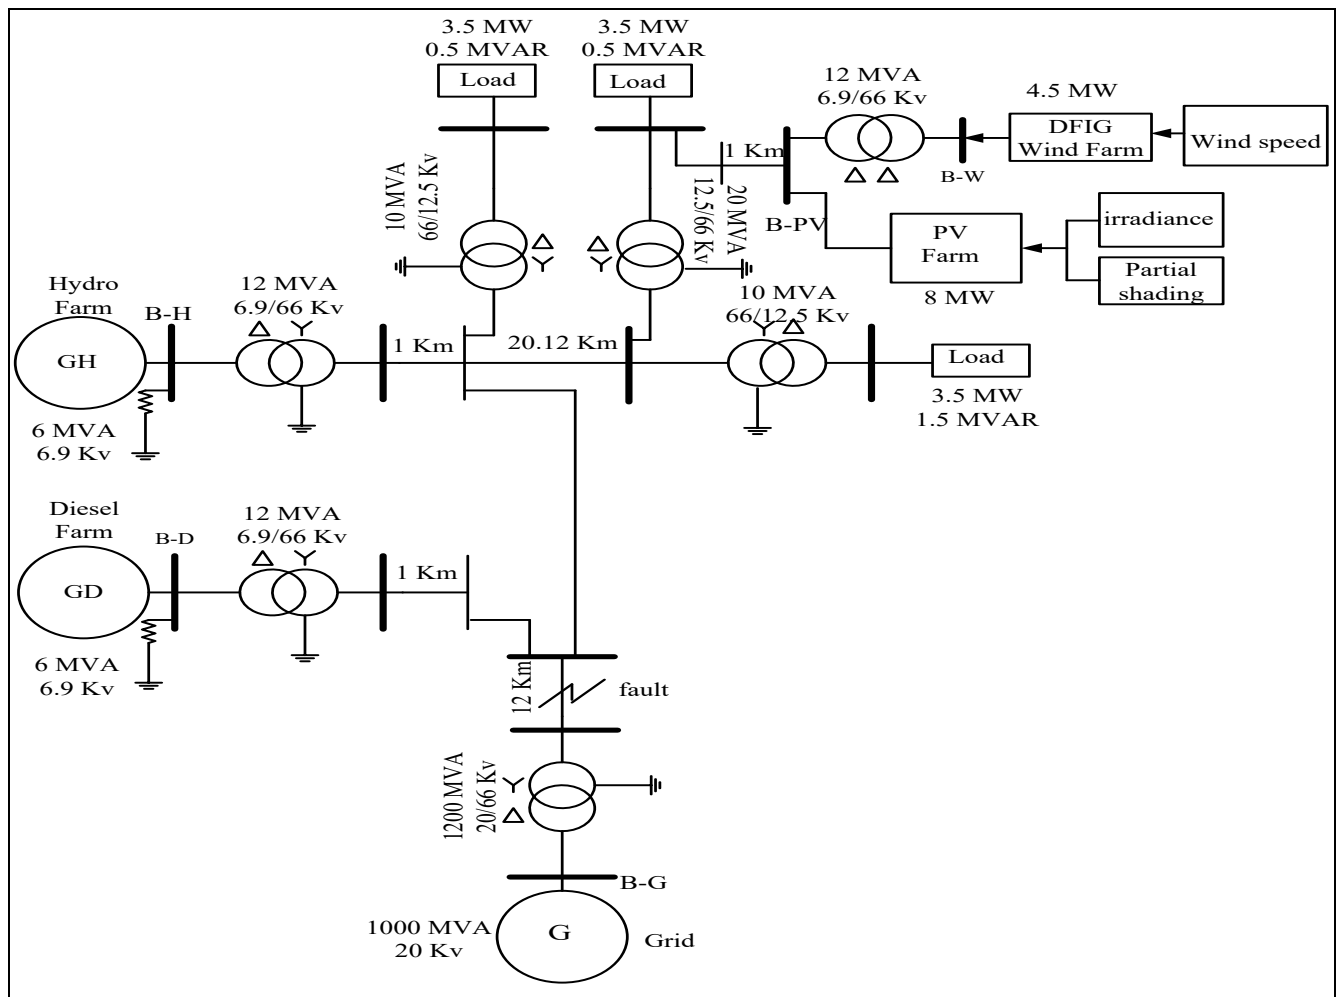 3.5 MW
0.5 MVAR
Load
3.5 MW
0.5 MVAR
Load
12 MVA
6.9/66 Kv
4.5 MW
DFIG
Wind Farm
Wind speed
B-W
1 Km
B-PV
10 MVA
66/12.5 Kv
20 MVA
12.5/66 Kv
PV
Farm
8 MW
irradiance
Partial
shading
Hydro
Farm
GH
6 MVA
6.9 Kv
B-H
12 MVA
6.9/66 Kv
1 Km
20.12 Km
10 MVA
66/12.5 Kv
Load
3.5 MW
1.5 MVAR
Diesel
Farm
GD
6 MVA
6.9 Kv
B-D
12 MVA
6.9/66 Kv
1 Km
12 Km
fault
1200 MVA
20/66 Kv
B-G
1000 MVA
20 Kv
G
Grid